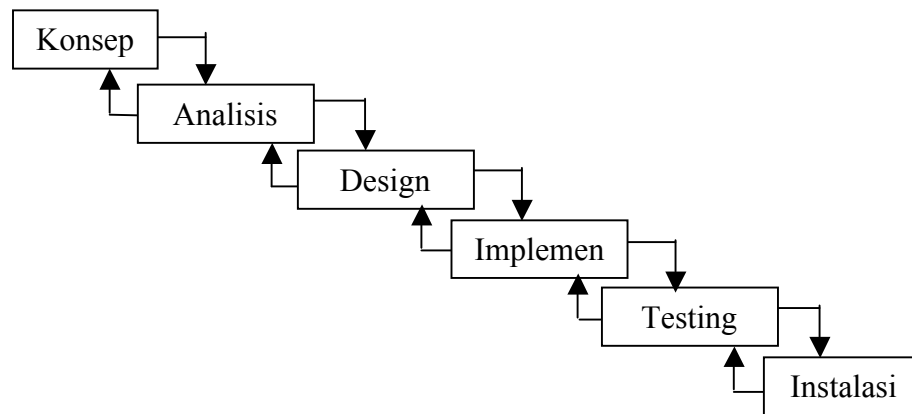 Konsep
Analisis
Design
Implemen
Testing
Instalasi